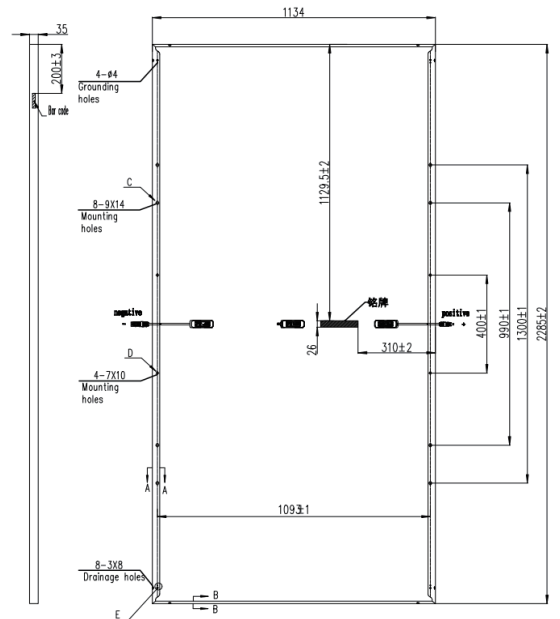 1134
35
200±3
Bar code
4-ø4
Grounding
holes
1129.5±2
C
8-9X14
Mounting
holes
negative
-
铭牌
positive
+
26
310±2
400±1
990±1
1300±1
2285±2
D
4-7X10
Mounting
holes
A
A
1093±1
8-3X8
Drainage holes
E
B
B